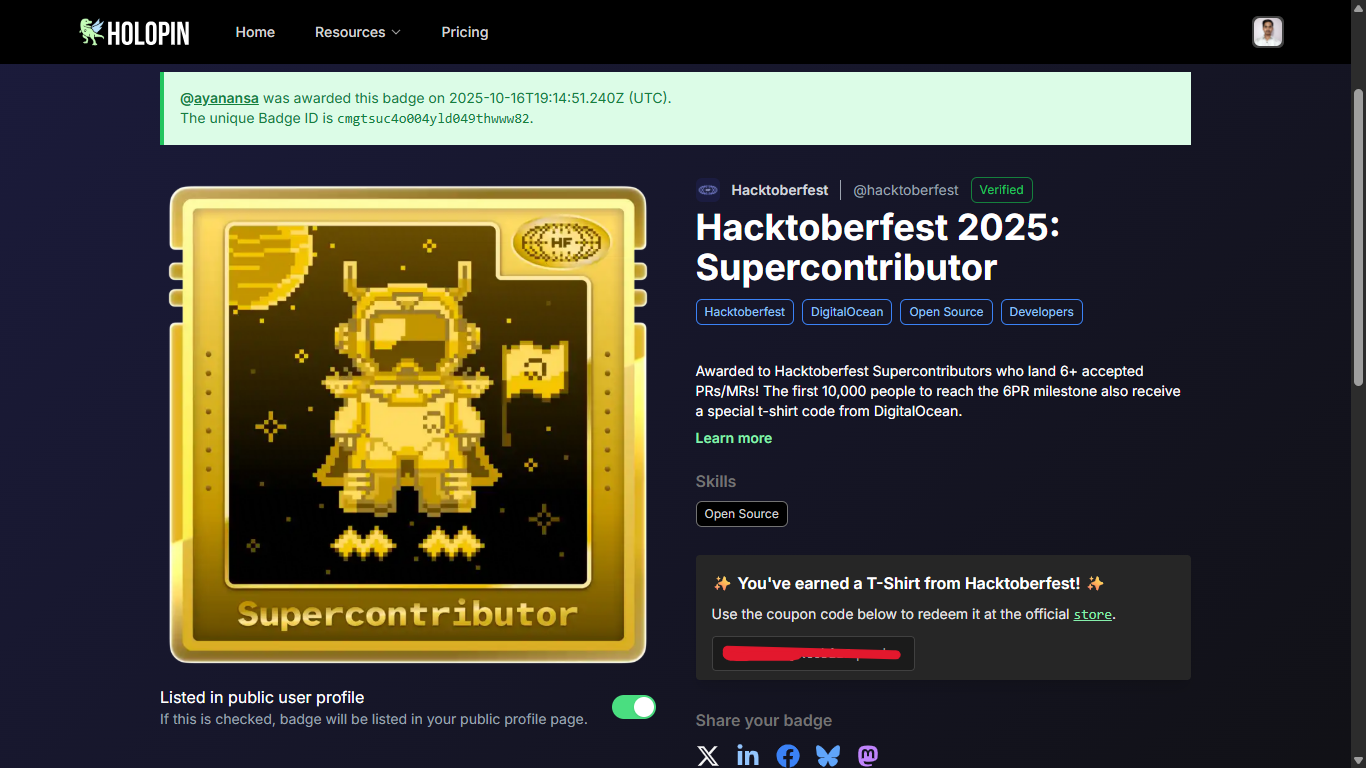 HOLOPIN
Home
Resources
Pricing
@ayanansa was awarded this badge on 2025-10-16T19:14:51.240Z (UTC).
The unique Badge ID is cmgtsuc4o004yld049thwww82.
HF
Supercontributor
Listed in public user profile
If this is checked, badge will be listed in your public profile page.
Hacktoberfest
@hacktoberfest
Verified
Hacktoberfest 2025:
Supercontributor
Hacktoberfest
DigitalOcean
Open Source
Developers
Awarded to Hacktoberfest Supercontributors who land 6+ accepted
PRs/MRs! The first 10,000 people to reach the 6PR milestone also receive
a special t-shirt code from DigitalOcean.
Learn more
Skills
Open Source
✨ You've earned a T-Shirt from Hacktoberfest! ✨
Use the coupon code below to redeem it at the official store.
Share your badge